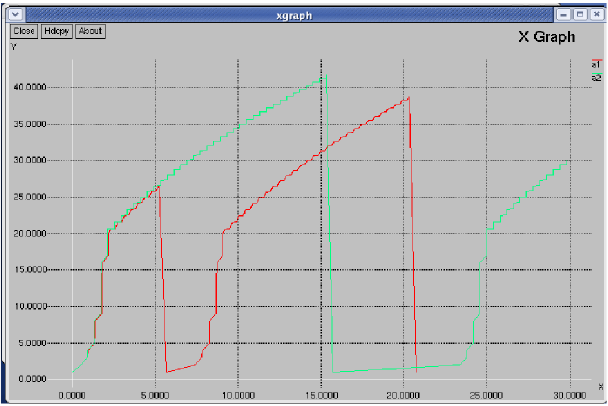 xgraph
Close Hdcpy About
X Graph
Y
40.0000
35.0000
30.0000
25.0000
20.0000
15.0000
10.0000
5.0000
0.0000
X
0.0000 5.0000 10.0000 15.0000 20.0000 25.0000 30.0000